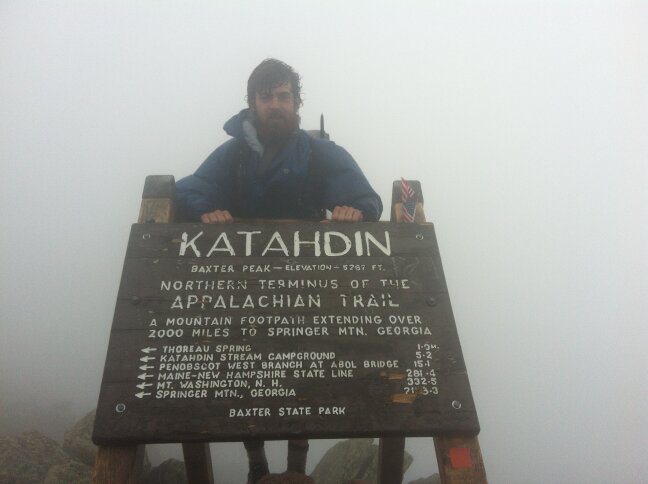 KATAHDIN
BAXTER PEAK – ELEVATION – 5267 FT.
NORTHERN TERMINUS OF THE
APPALACHIAN TRAIL
A MOUNTAIN FOOTPATH EXTENDING OVER
2000 MILES TO SPRINGER MTN. GEORGIA
← THOREAU SPRING
← KATAHDIN STREAM CAMPGROUND 5·2
← PENOBSCOT WEST BRANCH AT ABOL BRIDGE 15·1
← MAINE-NEW HAMPSHIRE STATE LINE 281·4
← MT. WASHINGTON, N. H. 332·5
← SPRINGER MTN., GEORGIA
BAXTER STATE PARK